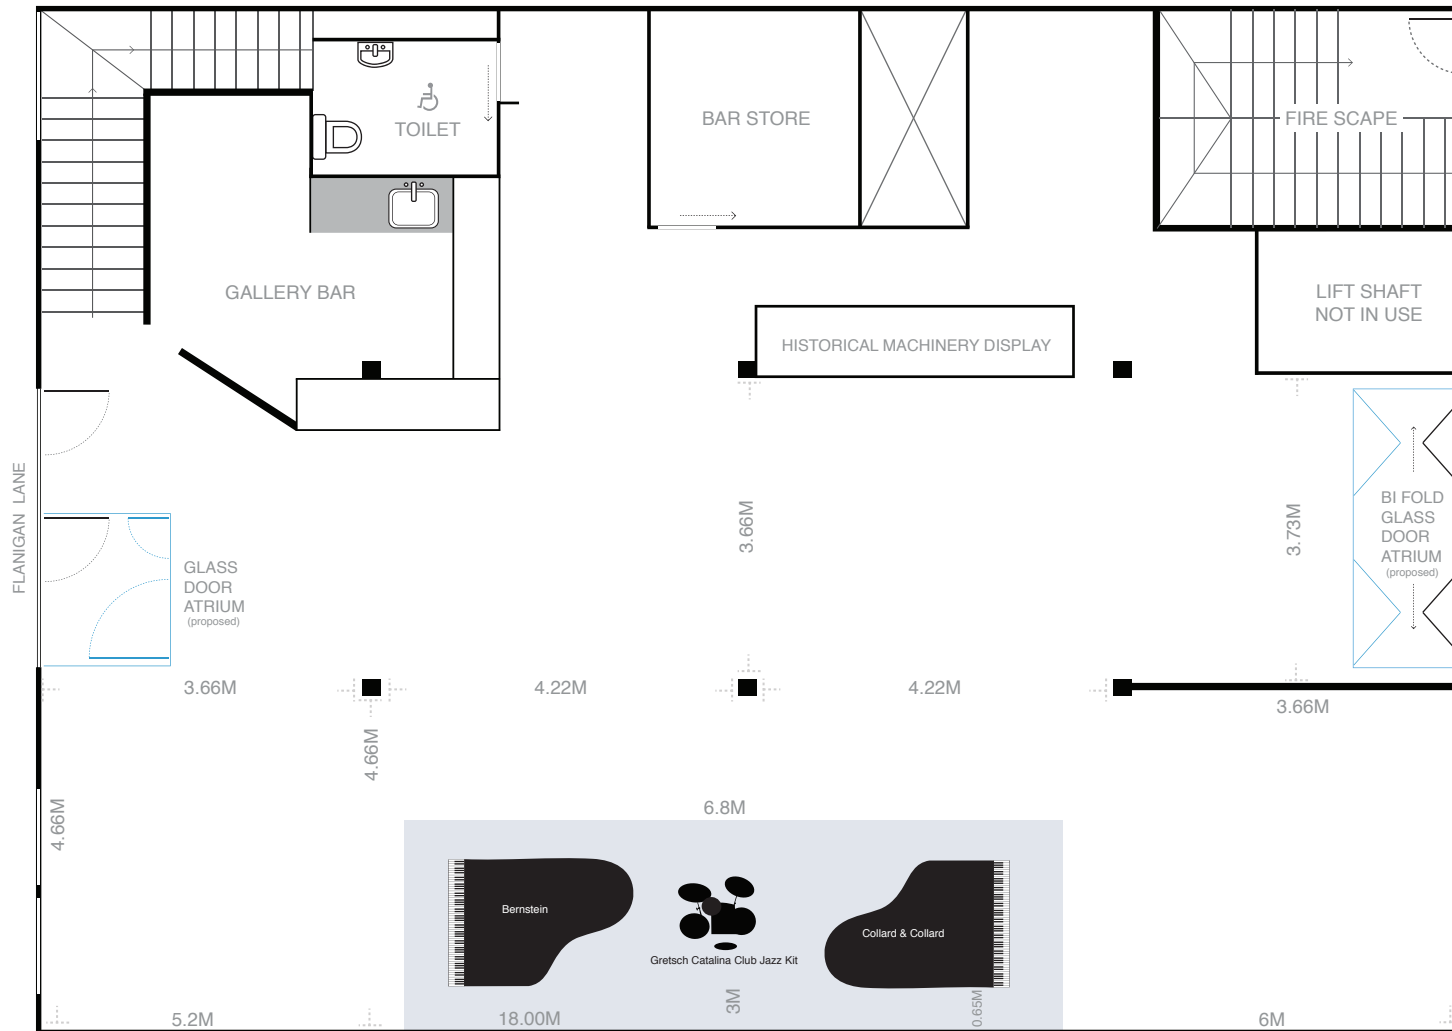 BAR STORE
FIRE SCAPE
TOILET
GALLERY BAR
LIFT SHAFT
NOT IN USE
HISTORICAL MACHINERY DISPLAY
FLANIGAN LANE
3.66M
3.73M
BI FOLD
GLASS
DOOR
ATRIUM
(proposed)
GLASS
DOOR
ATRIUM
(proposed)
3.66M
4.22M
4.22M
3.66M
4.66M
4.66M
6.8M
Bernstein
Collard & Collard
Gretsch Catalina Club Jazz Kit
3M
0.65M
5.2M
18.00M
6M